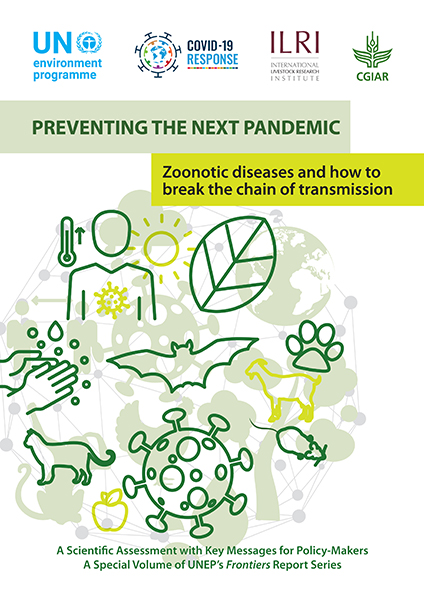 UN
environment
programme
COVID-19
RESPONSE
ILRI
INTERNATIONAL
LIVESTOCK RESEARCH
INSTITUTE
CGIAR
PREVENTING THE NEXT PANDEMIC
Zoonotic diseases and how to
break the chain of transmission
A Scientific Assessment with Key Messages for Policy-Makers
A Special Volume of UNEP's Frontiers Report Series